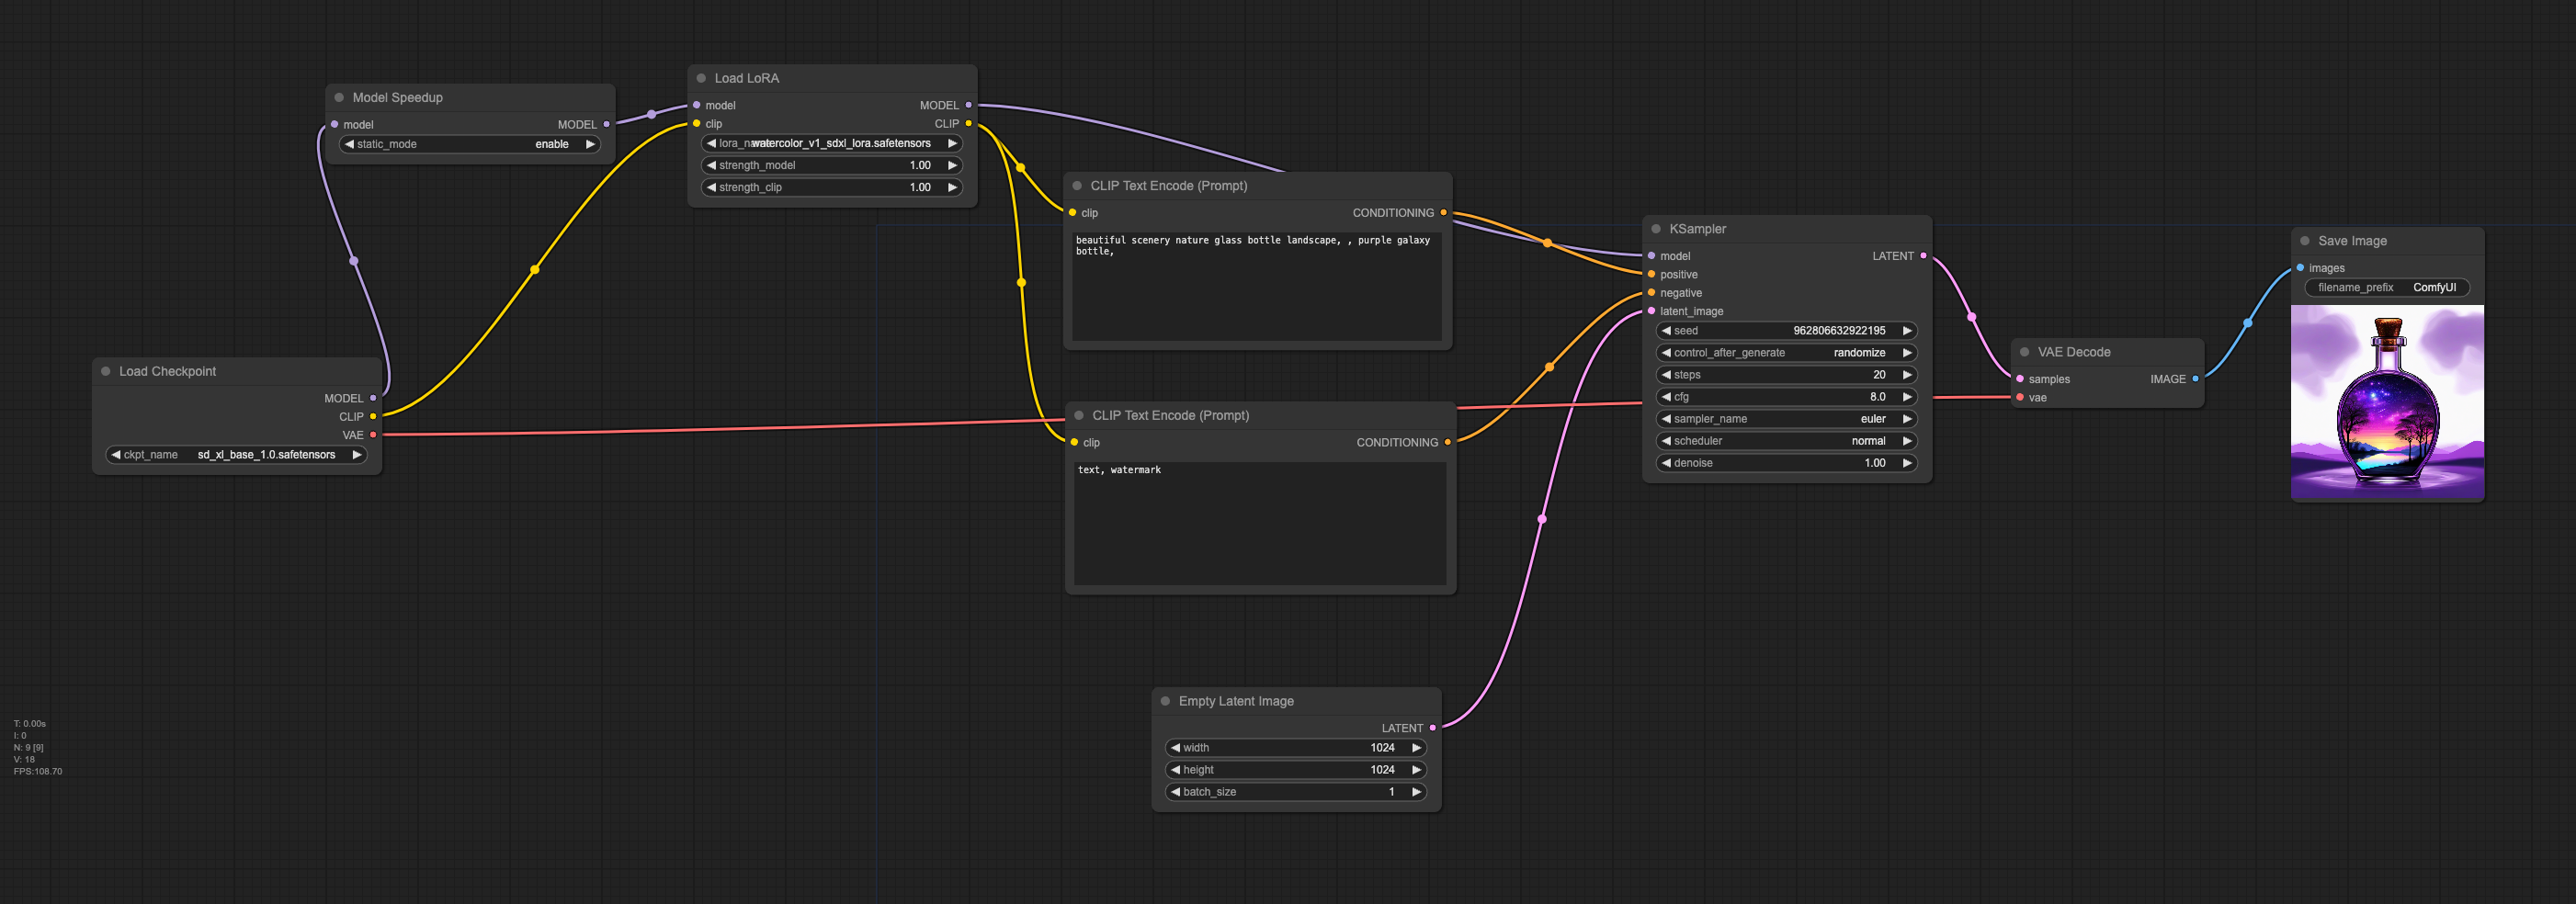 Model Speedup
model MODEL
static_mode enable
Load LoRA
model MODEL
clip CLIP
watercolor_v1_sdxl_lora.safetensors
strength_model 1.00
strength_clip 1.00
CLIP Text Encode (Prompt)
clip CONDITIONING
beautiful scenery nature glass bottle landscape, , purple galaxy
bottle,
Load Checkpoint
MODEL
CLIP
VAE
ckpt_name sd_xl_base_1.0.safetensors
CLIP Text Encode (Prompt)
clip CONDITIONING
text, watermark
Empty Latent Image
LATENT
width 1024
height 1024
batch_size 1
KSampler
model LATENT
positive
negative
latent_image
seed 962806632922195
control_after_generate randomize
steps 20
cfg 8.0
sampler_name euler
scheduler normal
denoise 1.00
VAE Decode
samples IMAGE
vae
Save Image
images
filename_prefix ComfyUI
T: 0.00s
I: 0
N: 9 [9]
V: 18
FPS:108.70